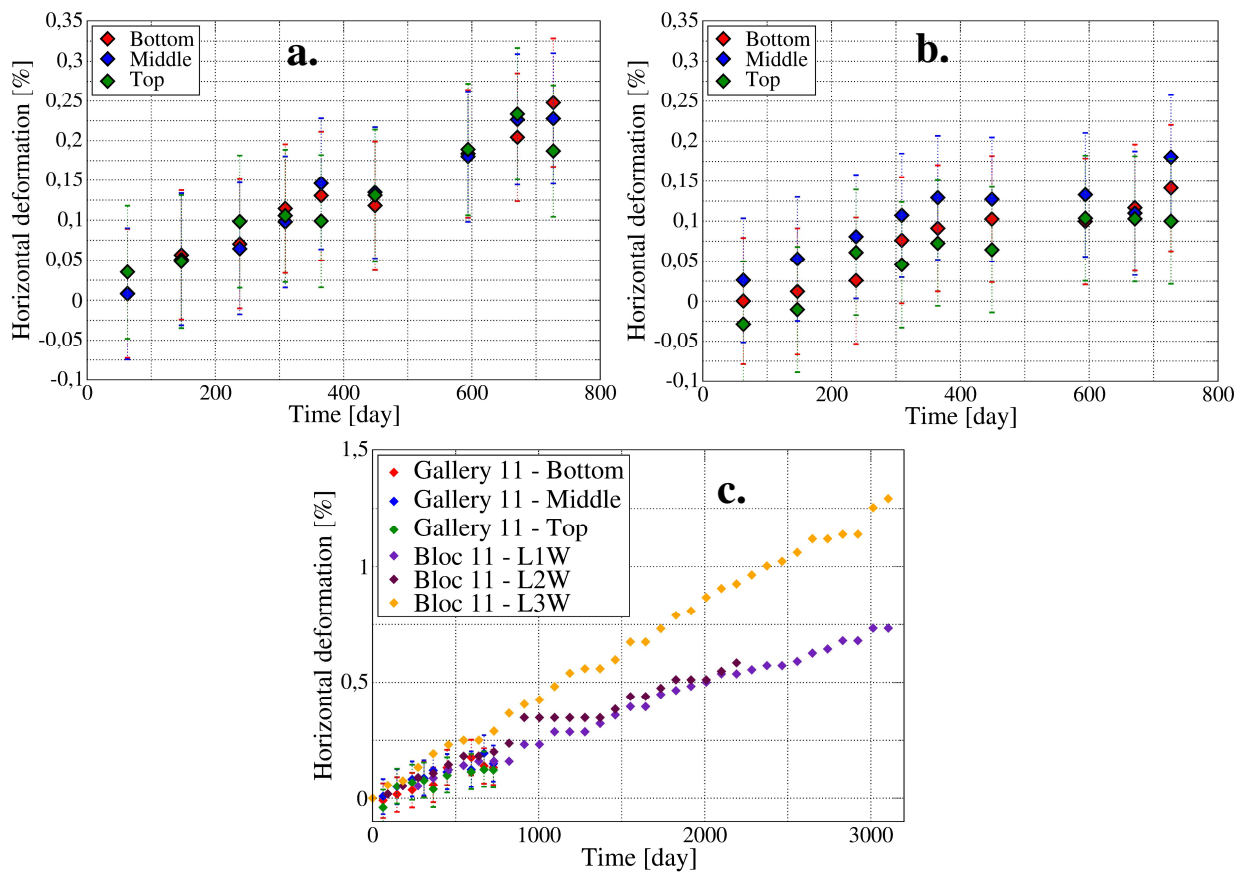 a.
Bottom
Middle
Top
Horizontal deformation [%]
0,35
0,3
0,25
0,2
0,15
0,1
0,05
0
-0,05
-0,1
0 200 400 600 800
Time [day]
b.
Bottom
Middle
Top
Horizontal deformation [%]
0,35
0,3
0,25
0,2
0,15
0,1
0,05
0
-0,05
-0,1
0 200 400 600 800
Time [day]
c.
Gallery 11 - Bottom
Gallery 11 - Middle
Gallery 11 - Top
Bloc 11 - L1W
Bloc 11 - L2W
Bloc 11 - L3W
Horizontal deformation [%]
1,5
1
0,5
0
0 1000 2000 3000
Time [day]